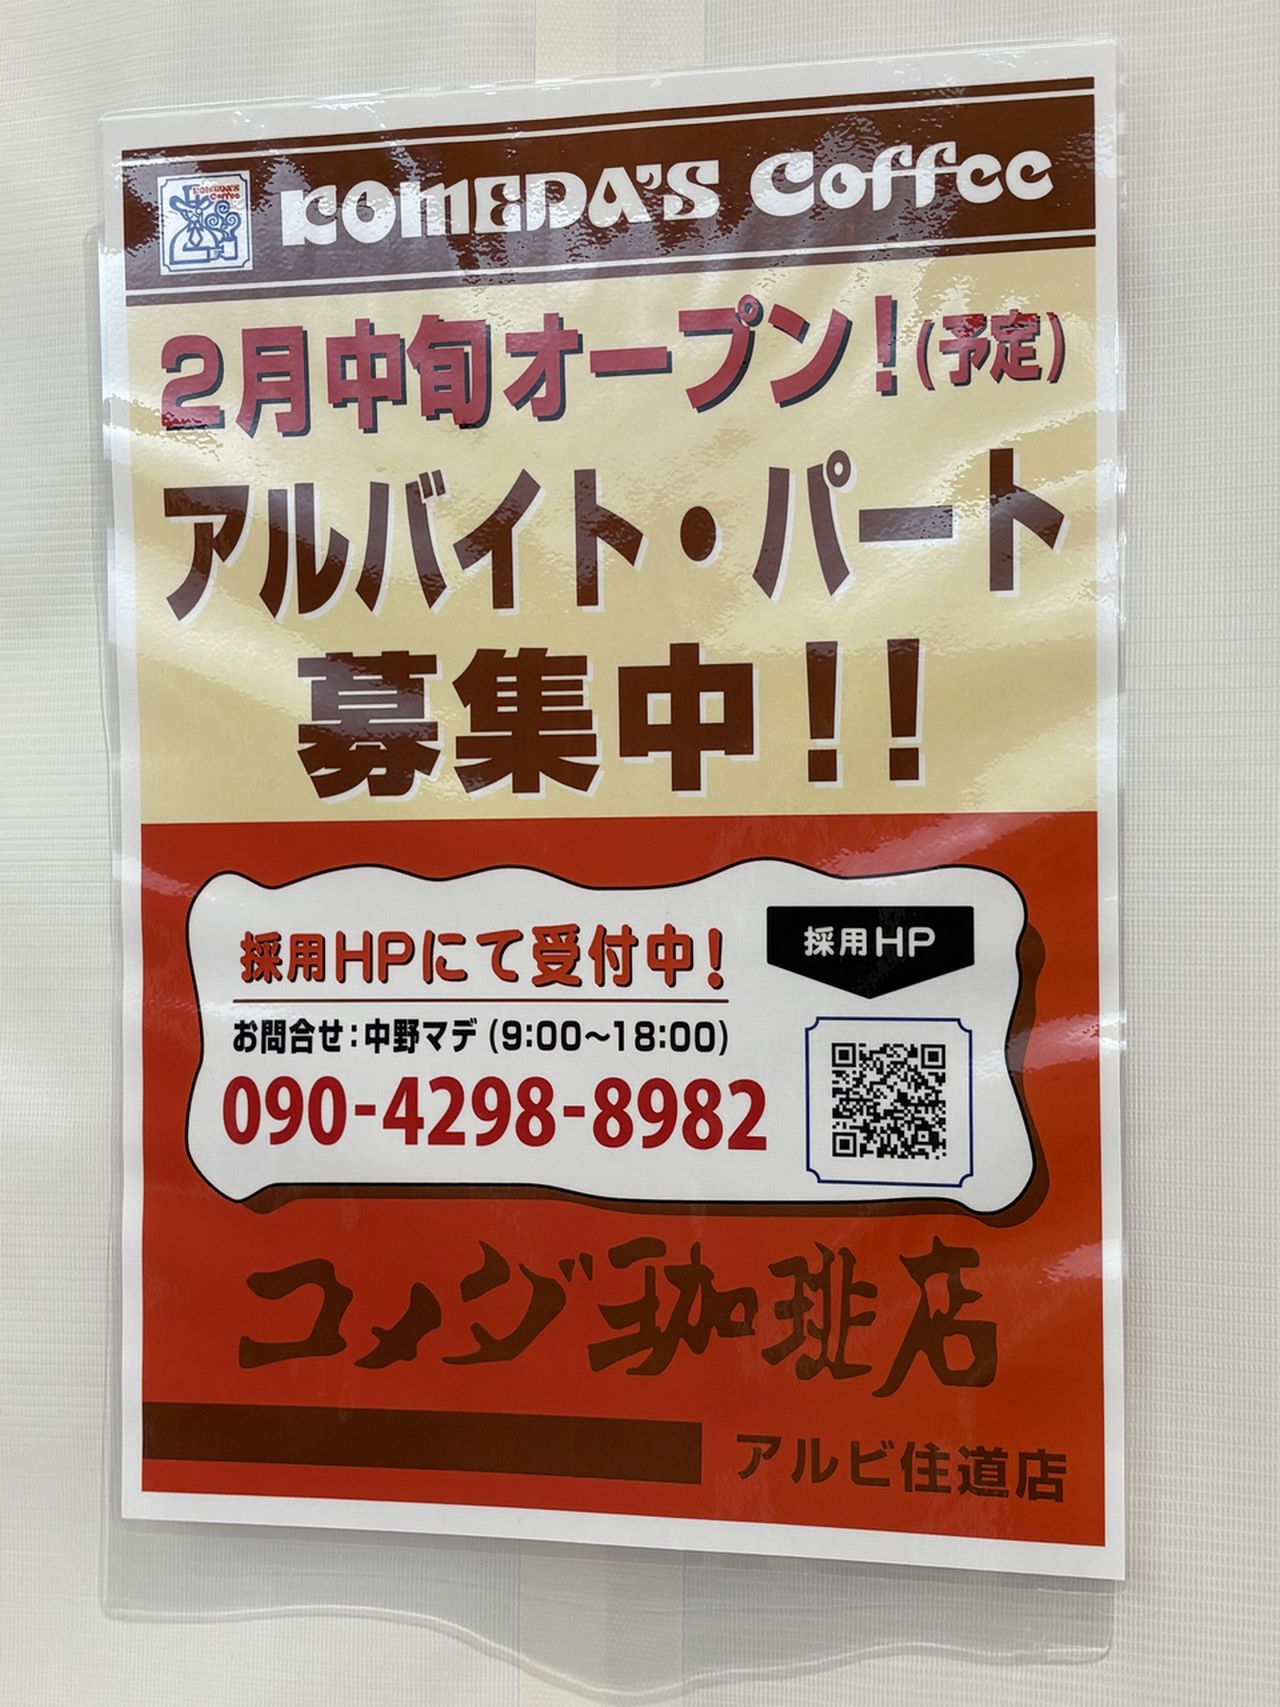 KOMEDA'S Coffee
KOMEDA'S
Coffee
2月中旬オープン！(予定)
アルバイト・パート
募集中！！
採用HPにて受付中！
採用HP
お問合せ：中野マデ (9:00～18:00)
090-4298-8982
コメダ珈琲店
アルビ住道店